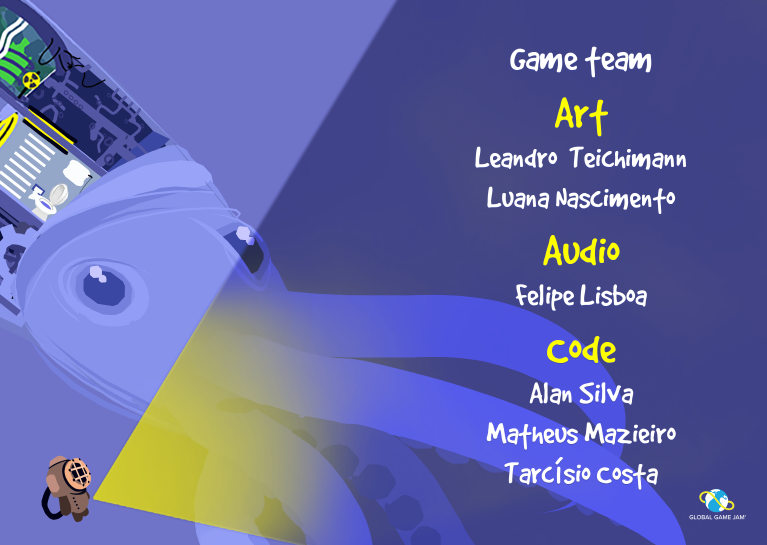 Game team
Art
Leandro Teichimann
Luana Nascimento
Audio
Felipe Lisboa
Code
Alan Silva
Matheus Mazieiro
Tarcísio Costa
GLOBAL GAME JAM